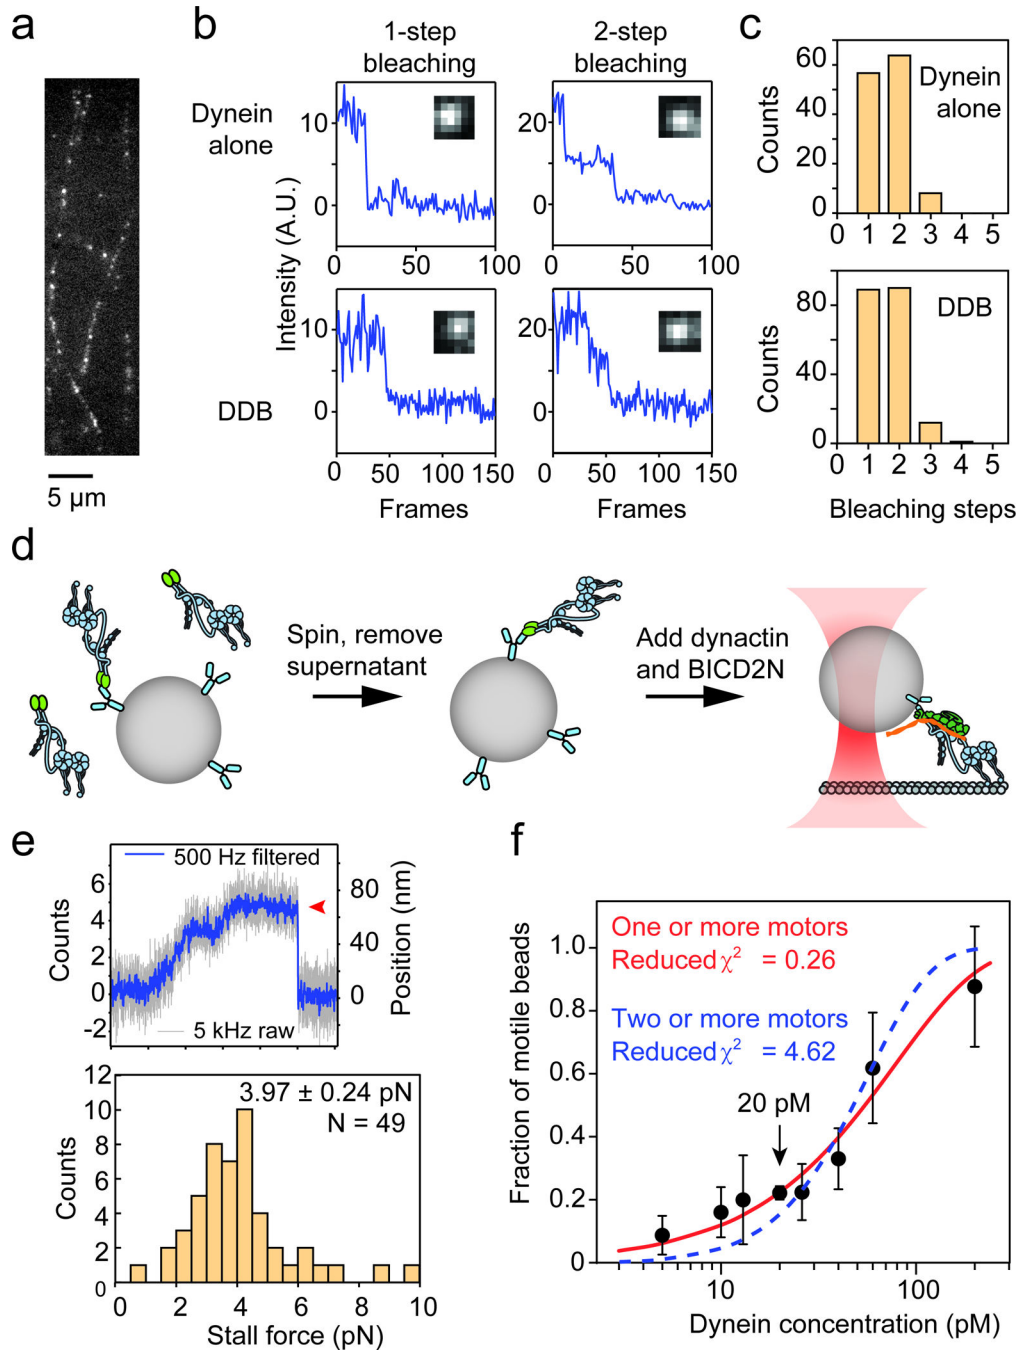 a
5 µm
b
1-step
bleaching
2-step
bleaching
Dynein
alone
DDB
Intensity (A.U.)
10
0
0
50
100
20
10
0
0
50
100
10
0
0
50
100
150
20
10
0
0
50
100
150
Frames
Frames
c
Counts
60
40
20
0
Dynein
alone
1 2 3 4 5
Counts
80
40
0
DDB
0 1 2 3 4 5
Bleaching steps
d
Spin, remove
supernatant
Add dynactin
and BICD2N
e
500 Hz filtered
5 kHz raw
Counts
6
4
2
0
-2
Position (nm)
80
40
0
3.97 ± 0.24 pN
N = 49
Counts
12
10
8
6
4
2
0
0 2 4 6 8 10
Stall force (pN)
f
One or more motors
Reduced χ² = 0.26
Two or more motors
Reduced χ² = 4.62
20 pM
Fraction of motile beads
1.0
0.8
0.6
0.4
0.2
0
10
100
Dynein concentration (pM)